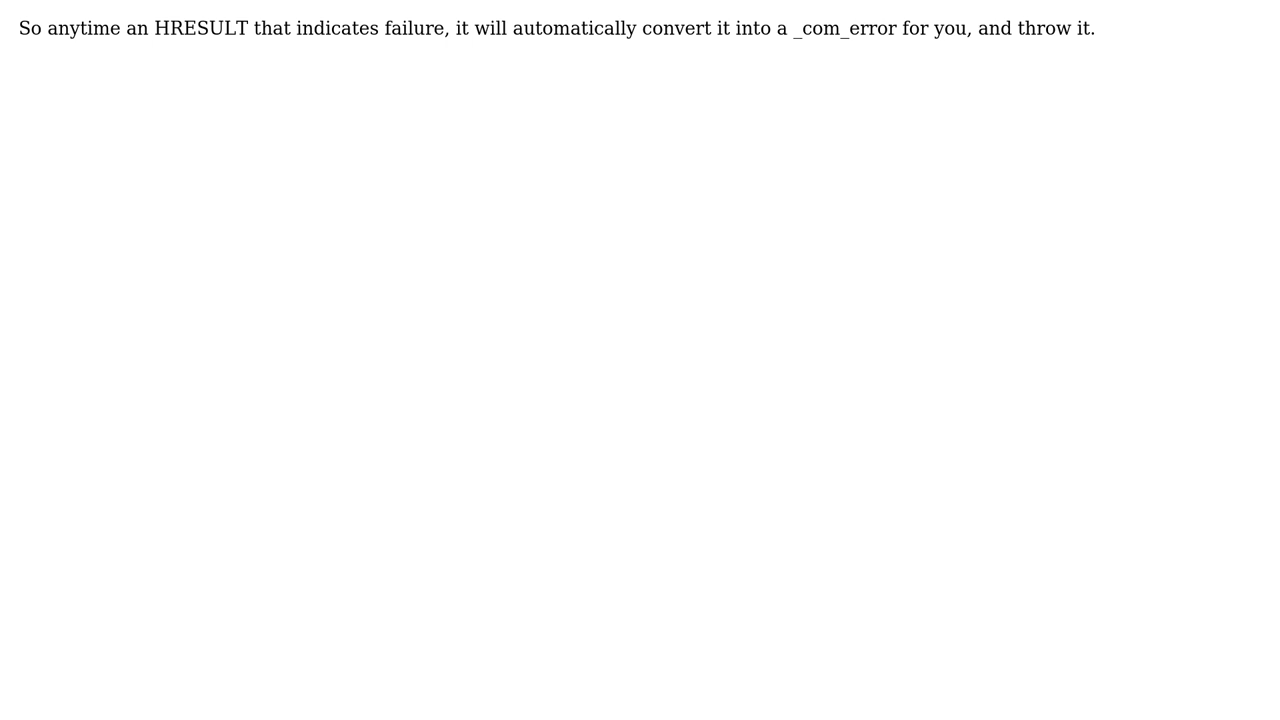 So anytime an HRESULT that indicates failure, it will automatically convert it into a _com_error for you, and throw it.